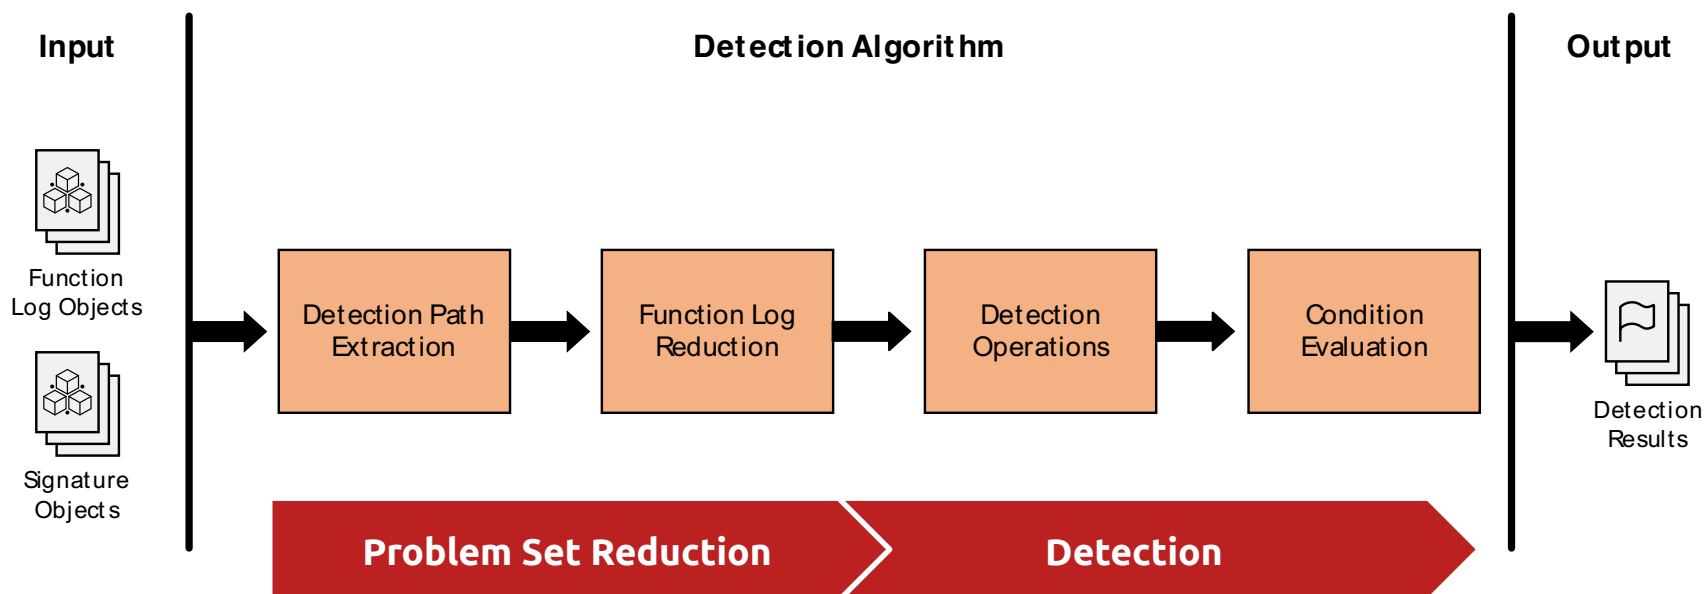 Input
Detection Algorithm
Output
Function
Log Objects
Signature
Objects
Detection Path
Extraction
Function Log
Reduction
Detection
Operations
Condition
Evaluation
Detection
Results
Problem Set Reduction
Detection